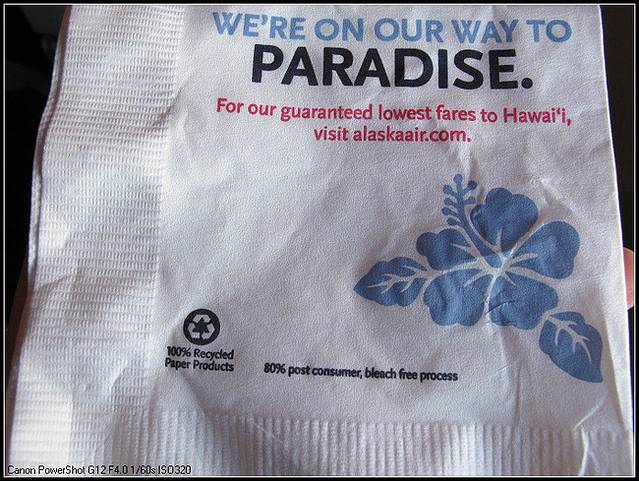 WE'RE ON OUR WAY TO
PARADISE.
For our guaranteed lowest fares to Hawai‘i,
visit alaskaair.com.
100% Recycled
Paper Products
80% post consumer, bleach free process
Canon PowerShot G12 F4.0 1/60s ISO320